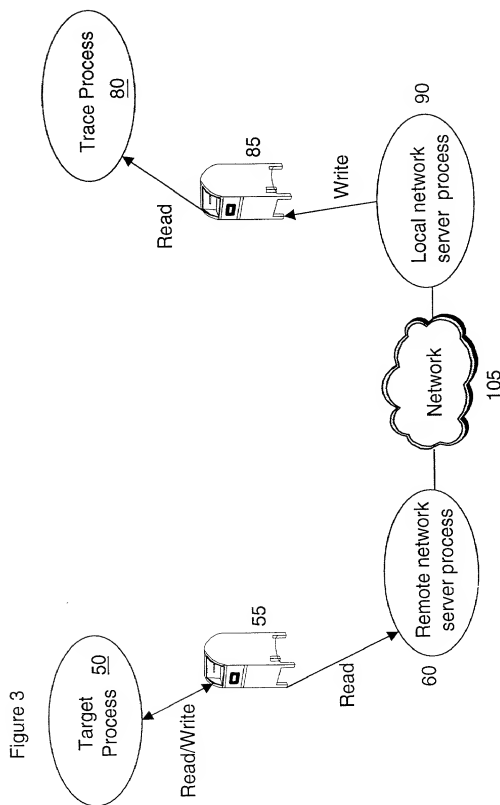 Figure 3
Target
Process
50
Read/Write
55
Read
60
Remote network
server process
Network
105
Trace Process
80
Read
85
Write
Local network
server process
90